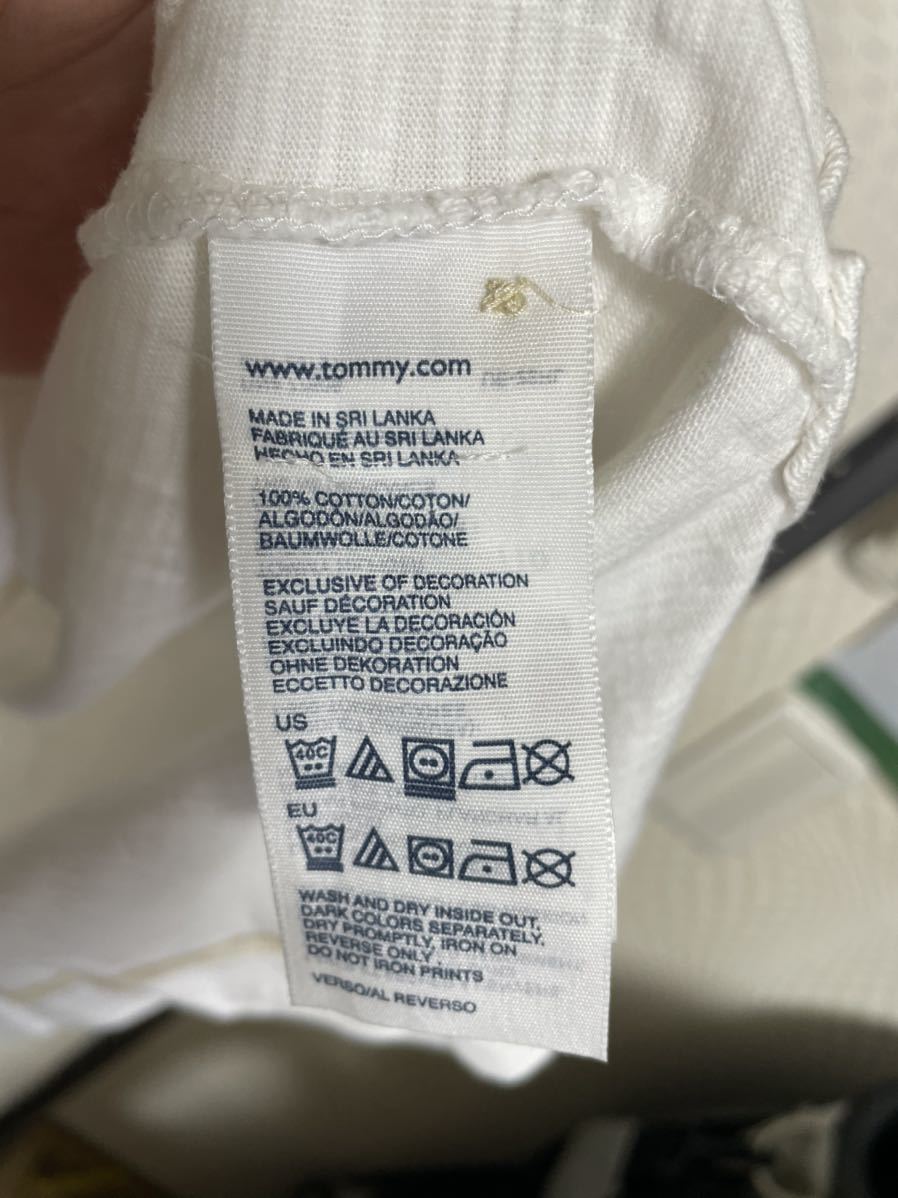 www.tommy.com
MADE IN SRI LANKA
FABRIQUÉ AU SRI LANKA
HECHO EN SRI LANKA
100% COTTON/COTON/
ALGODÓN/ALGODÃO/
BAUMWOLLE/COTONE
EXCLUSIVE OF DECORATION
SAUF DÉCORATION
EXCLUYE LA DECORACIÓN
EXCLUINDO DECORAÇÃO
OHNE DEKORATION
ECCETTO DECORAZIONE
US
40C
EU
40C
WASH AND DRY INSIDE OUT,
DARK COLORS SEPARATELY.
DRY PROMPTLY, IRON ON
REVERSE ONLY,
DO NOT IRON PRINTS
VERSO/AL REVERSO